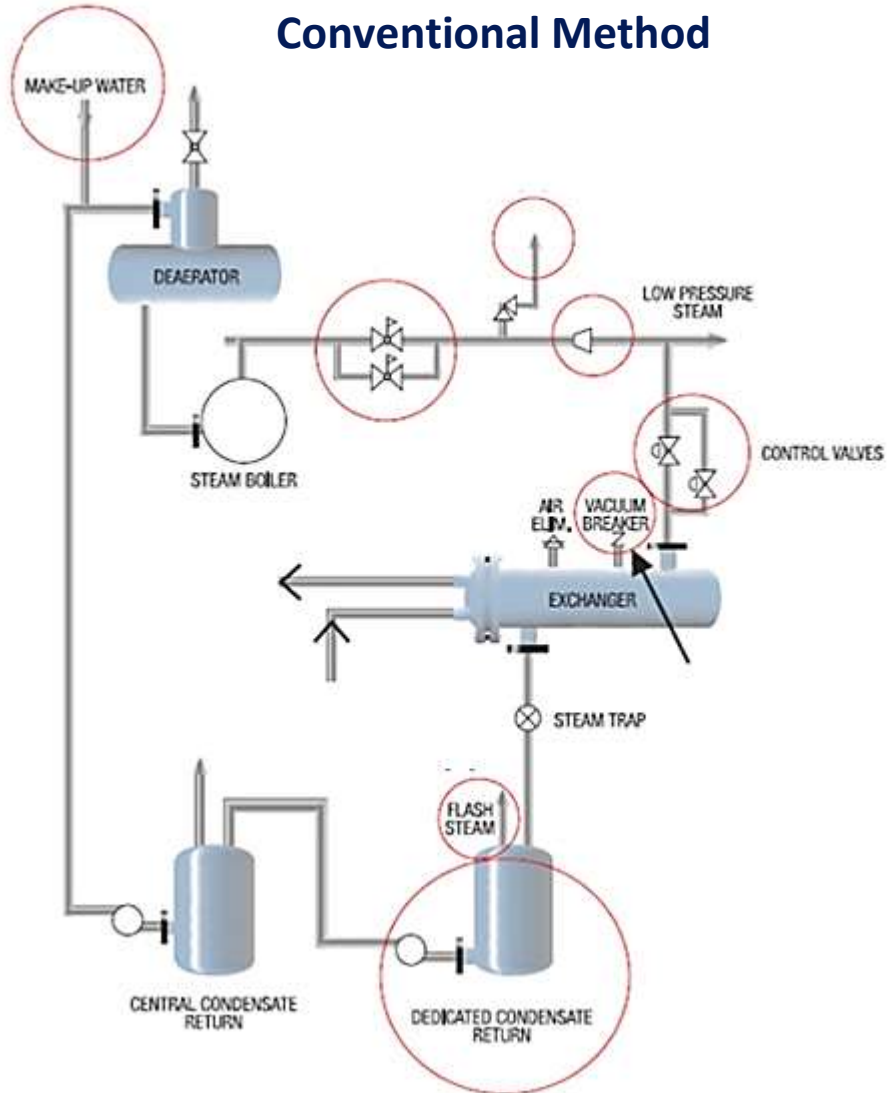 Conventional Method
MAKE-UP WATER
DEAERATOR
LOW PRESSURE
STEAM
STEAM BOILER
CONTROL VALVES
AIR
ELIM.
VACUUM
BREAKER
EXCHANGER
STEAM TRAP
FLASH
STEAM
CENTRAL CONDENSATE
RETURN
DEDICATED CONDENSATE
RETURN